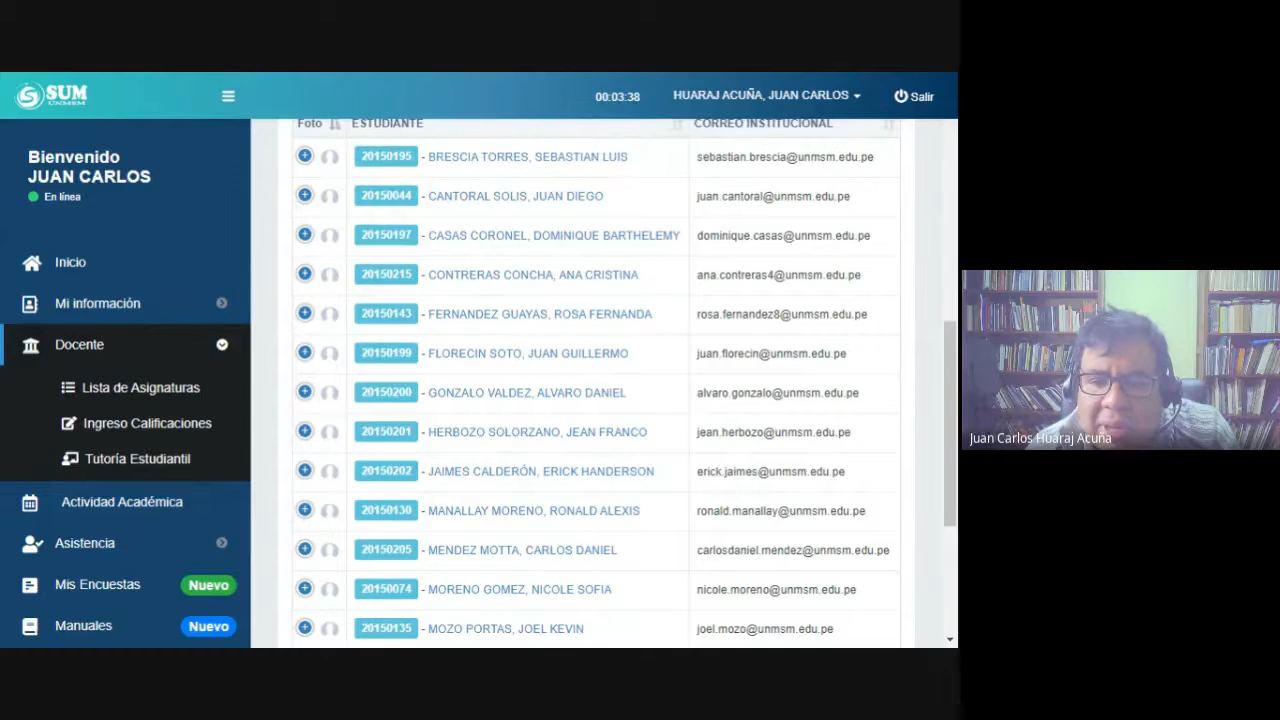 SUM
UNMSM
00:03:38
HUARAJ ACUÑA, JUAN CARLOS
Salir
Bienvenido
JUAN CARLOS
En línea
Inicio
Mi información
Docente
Lista de Asignaturas
Ingreso Calificaciones
Tutoría Estudiantil
Actividad Académica
Asistencia
Mis Encuestas Nuevo
Manuales Nuevo
Foto ESTUDIANTE CORREO INSTITUCIONAL
20150195 - BRESCIA TORRES, SEBASTIAN LUIS sebastian.brescia@unmsm.edu.pe
20150044 - CANTORAL SOLIS, JUAN DIEGO juan.cantoral@unmsm.edu.pe
20150197 - CASAS CORONEL, DOMINIQUE BARTHELEMY dominique.casas@unmsm.edu.pe
20150215 - CONTRERAS CONCHA, ANA CRISTINA ana.contreras4@unmsm.edu.pe
20150143 - FERNANDEZ GUAYAS, ROSA FERNANDA rosa.fernandez8@unmsm.edu.pe
20150199 - FLORECIN SOTO, JUAN GUILLERMO juan.florecin@unmsm.edu.pe
20150200 - GONZALO VALDEZ, ALVARO DANIEL alvaro.gonzalo@unmsm.edu.pe
20150201 - HERBOZO SOLORZANO, JEAN FRANCO jean.herbozo@unmsm.edu.pe
20150202 - JAIMES CALDERÓN, ERICK HANDERSON erick.jaimes@unmsm.edu.pe
20150130 - MANALLAY MORENO, RONALD ALEXIS ronald.manallay@unmsm.edu.pe
20150205 - MENDEZ MOTTA, CARLOS DANIEL carlosdaniel.mendez@unmsm.edu.pe
20150074 - MORENO GOMEZ, NICOLE SOFIA nicole.moreno@unmsm.edu.pe
20150135 - MOZO PORTAS, JOEL KEVIN joel.mozo@unmsm.edu.pe
Juan Carlos Huaraj Acuña